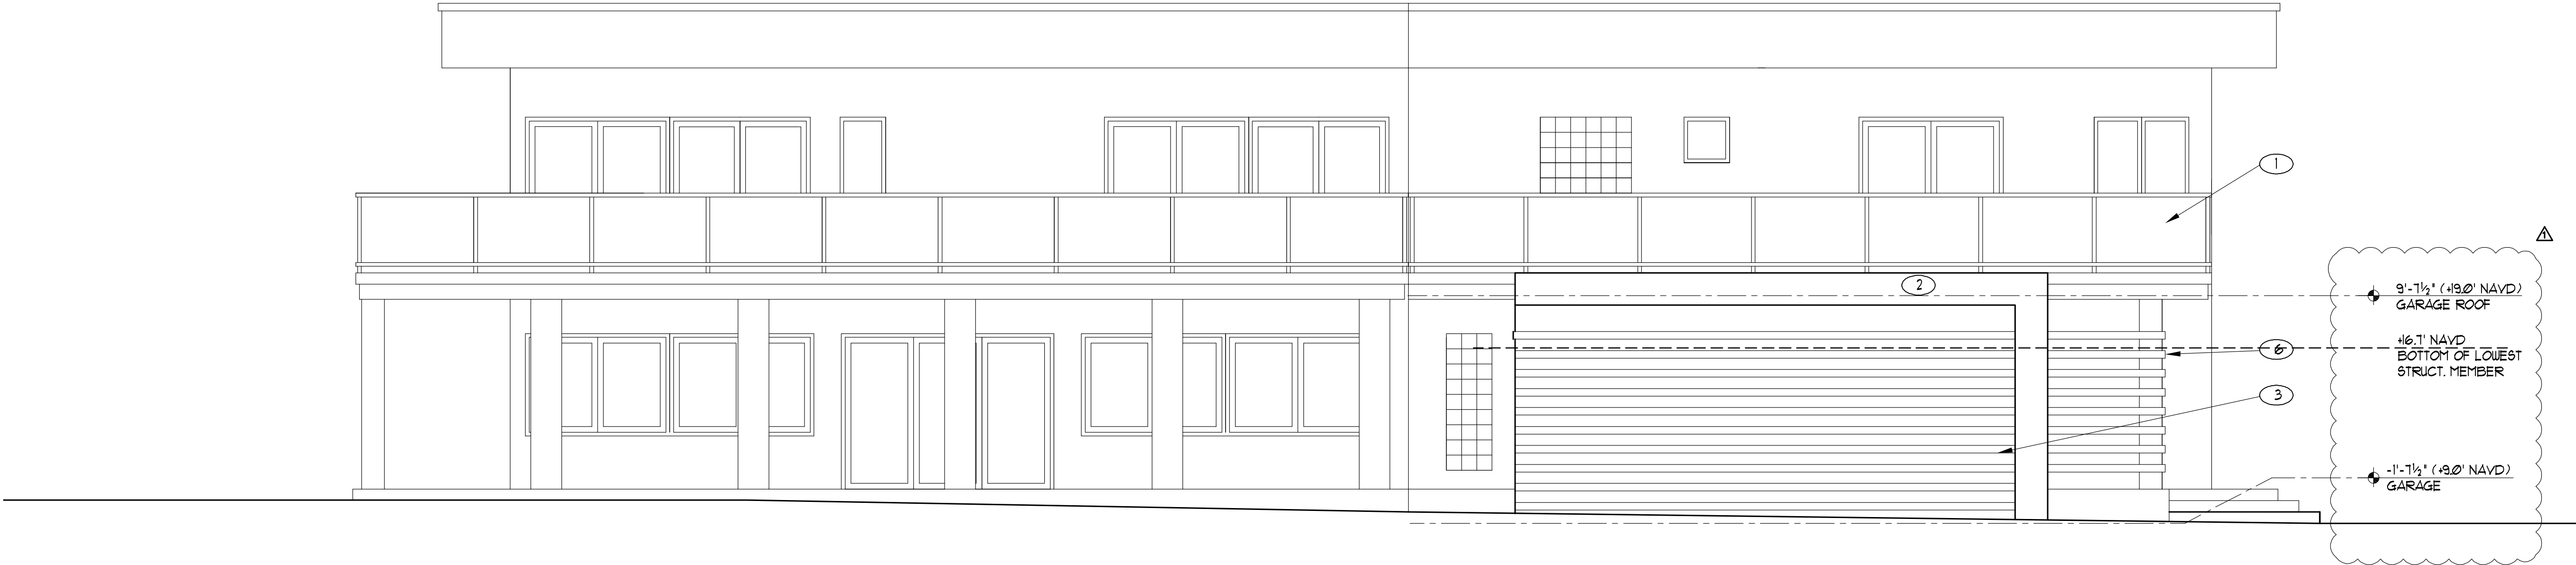 1
1
2
9'-7½" (+19.0' NAVD)
GARAGE ROOF
+16.7' NAVD
BOTTOM OF LOWEST
STRUCT. MEMBER
6
3
-1'-7½" (+9.0' NAVD)
GARAGE